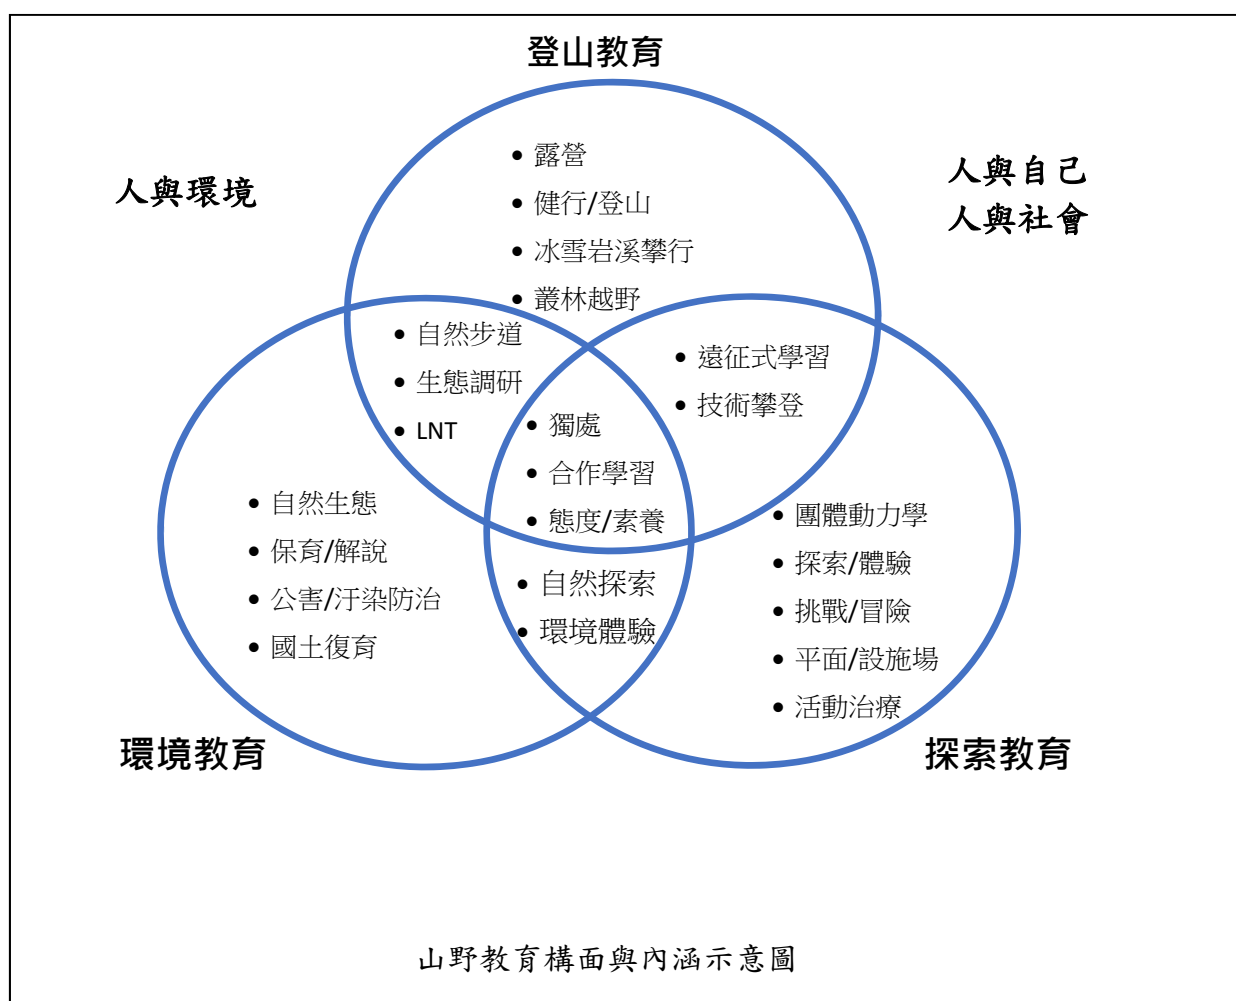 登山教育
人與環境
人與自己
人與社會
• 露營
• 健行/登山
• 冰雪岩溪攀行
• 叢林越野
• 自然步道
• 生態調研
• LNT
• 遠征式學習
• 技術攀登
• 獨處
• 合作學習
• 態度/素養
• 自然生態
• 保育/解說
• 公害/汙染防治
• 國土復育
• 團體動力學
• 探索/體驗
• 挑戰/冒險
• 平面/設施場
• 活動治療
• 自然探索
• 環境體驗
環境教育
探索教育
山野教育構面與內涵示意圖